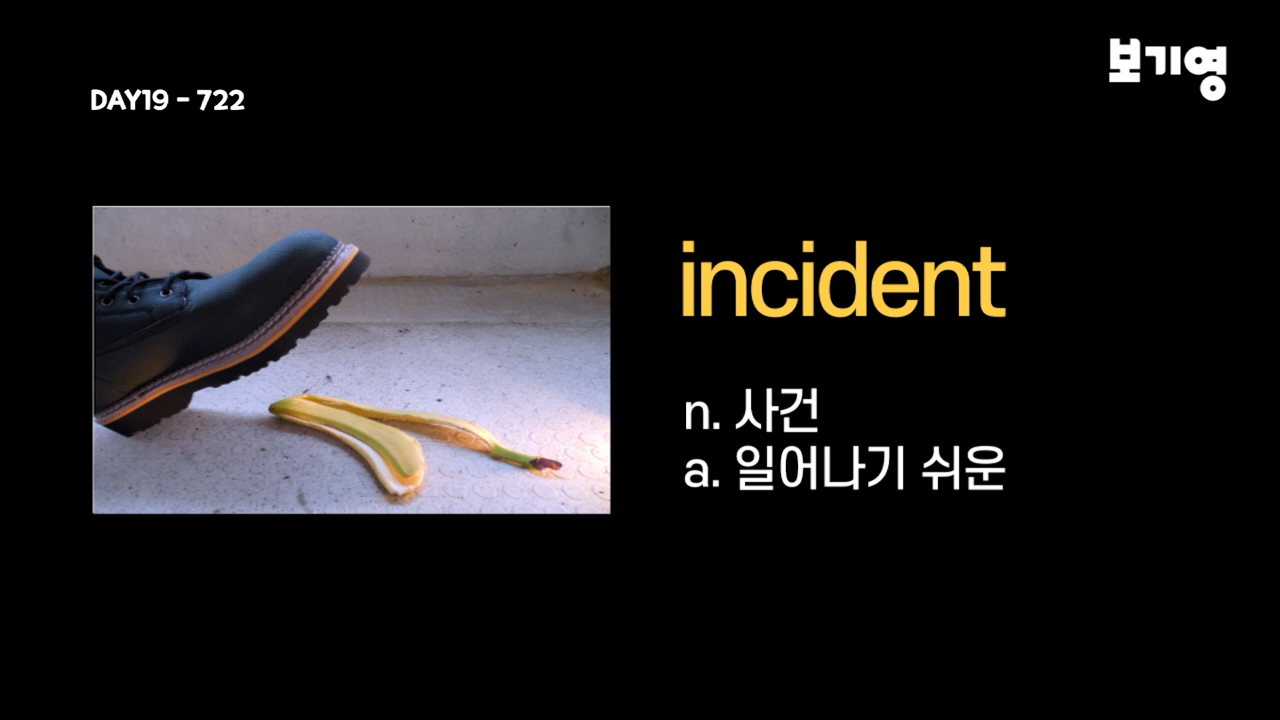 보기영
DAY19 - 722
incident
n. 사건
a. 일어나기 쉬운